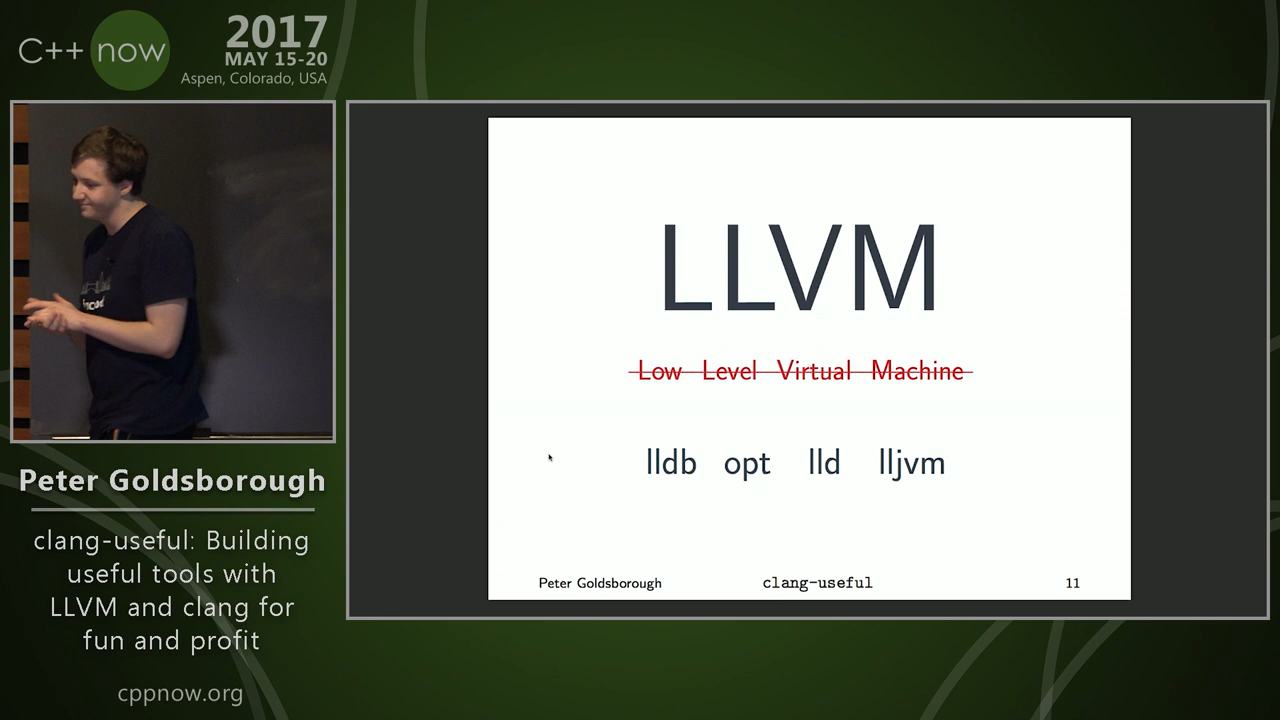 C++ now
2017
MAY 15-20
Aspen, Colorado, USA
Peter Goldsborough
clang-useful: Building
useful tools with
LLVM and clang for
fun and profit
cppnow.org
LLVM
Low Level Virtual Machine
lldb opt lld lljvm
Peter Goldsborough clang-useful 11